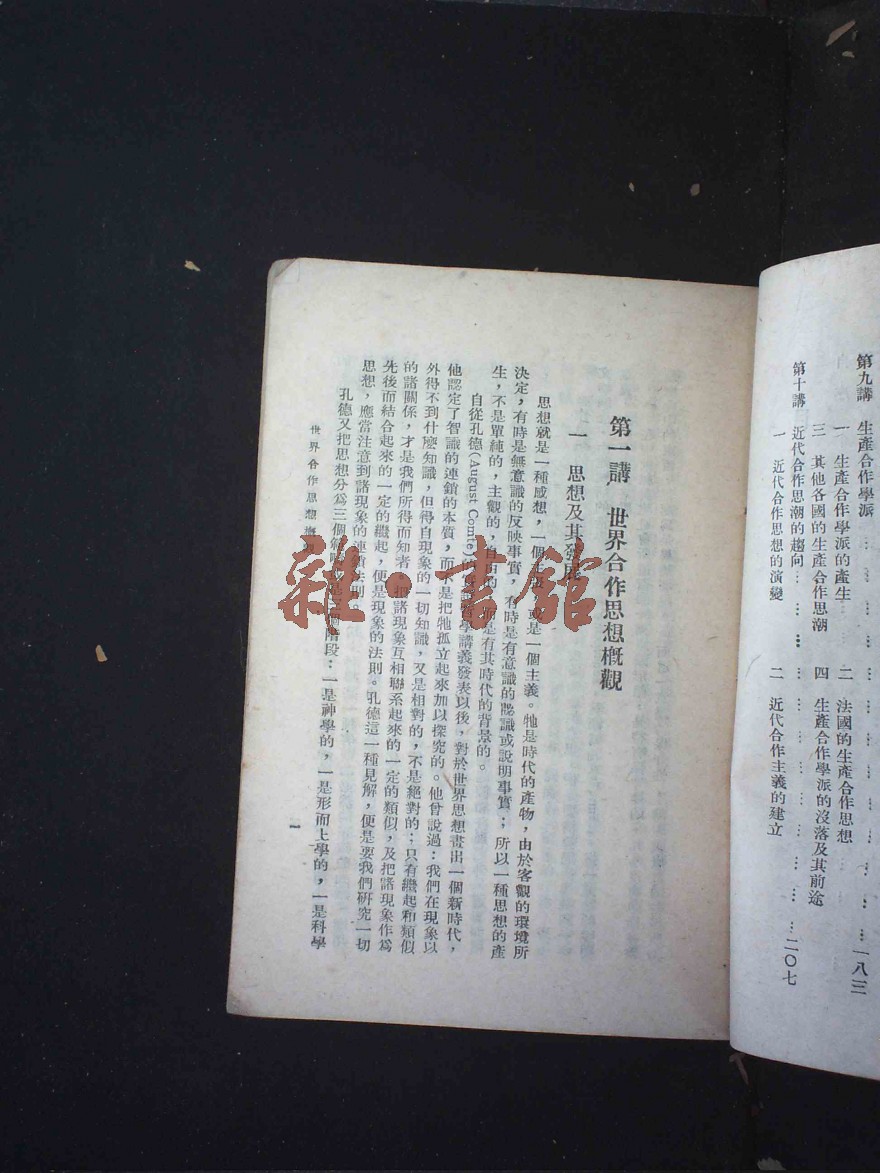 第九講 生產合作學派……………一八三
一 生產合作學派的產生 二 法國的生產合作思想
三 其他各國的生產合作思潮 四 生產合作學派的沒落及其前途
第十講 近代合作思潮的趨向……………二〇七
一 近代合作思想的演變 二 近代合作主義的建立
第一講 世界合作思想概觀
一 思想及其發展
思想就是一種感想,一個 或是一個主義。牠是時代的產物,由於客觀的環境所
決定,有時是無意識的反映事實,有時是有意識的認識或說明事實;所以一種思想的產
生,不是單純的,主觀的,自由的, 是有其時代的背景的。
自從孔德(August Comte)的 哲學講義發表以後,對於世界思想畫出一個新時代,
他認定了智識的連鎖的本質,而不是把牠孤立起來加以探究的。他曾說過:我們在現象以
外得不到什麼知識,但得自現象的一切知識,又是相對的,不是絕對的:只有繼起和類似
的諸關係,才是我們所得而知者。把諸現象互相聯系起來的一定的類似,及把諸現象作為
先後而結合起來的一定的繼起,便是現象的法則。孔德這一種見解,便是要我們研究一切
思想,應當注意到諸現象的連鎖法則。
孔德又把思想分為三個 階段:一是神學的,一是形而上學的,一是科學
世界合作思想概觀
一
雜·書館